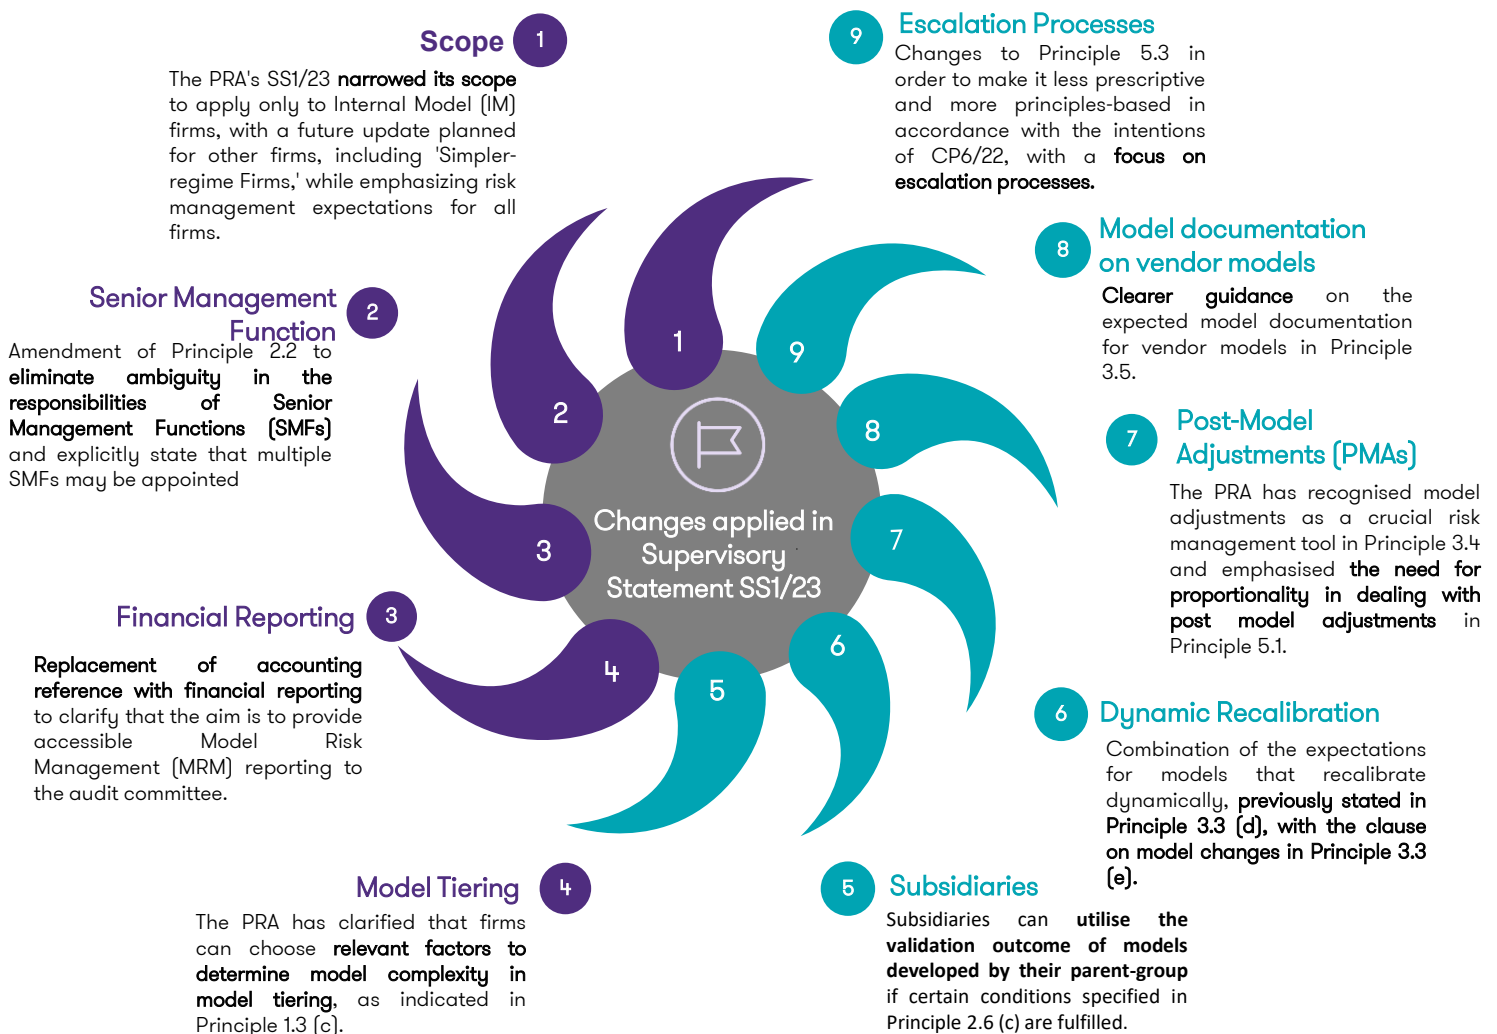 Scope 1
The PRA's SS1/23 narrowed its scope
to apply only to Internal Model (IM)
firms, with a future update planned
for other firms, including 'Simpler-
regime Firms,' while emphasizing risk
management expectations for all
firms.
Senior Management
Function
2
Amendment of Principle 2.2 to
eliminate ambiguity in the
responsibilities of Senior
Management Functions (SMFs)
and explicitly state that multiple
SMFs may be appointed
Financial Reporting 3
Replacement of accounting
reference with financial reporting
to clarify that the aim is to provide
accessible Model Risk
Management (MRM) reporting to
the audit committee.
Model Tiering 4
The PRA has clarified that firms
can choose relevant factors to
determine model complexity in
model tiering, as indicated in
Principle 1.3 (c).
1
2
3
4
5
6
7
8
9
Changes applied in
Supervisory
Statement SS1/23
9 Escalation Processes
Changes to Principle 5.3 in
order to make it less prescriptive
and more principles-based in
accordance with the intentions
of CP6/22, with a focus on
escalation processes.
8 Model documentation
on vendor models
Clearer guidance on the
expected model documentation
for vendor models in Principle
3.5.
7 Post-Model
Adjustments (PMAs)
The PRA has recognised model
adjustments as a crucial risk
management tool in Principle 3.4
and emphasised the need for
proportionality in dealing with
post model adjustments in
Principle 5.1.
6 Dynamic Recalibration
Combination of the expectations
for models that recalibrate
dynamically, previously stated in
Principle 3.3 (d), with the clause
on model changes in Principle 3.3
(e).
5 Subsidiaries
Subsidiaries can utilise the
validation outcome of models
developed by their parent-group
if certain conditions specified in
Principle 2.6 (c) are fulfilled.